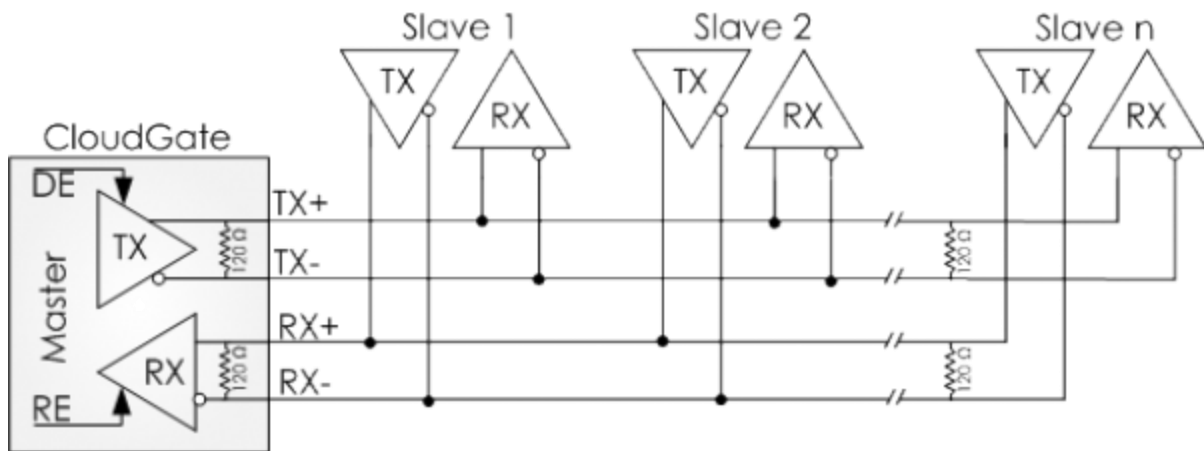 Slave 1
Slave 2
Slave n
TX
RX
TX
RX
TX
RX
CloudGate
DE
TX
120 Ω
TX+
TX-
120 Ω
Master
RX
120 Ω
RX+
RX-
120 Ω
RE